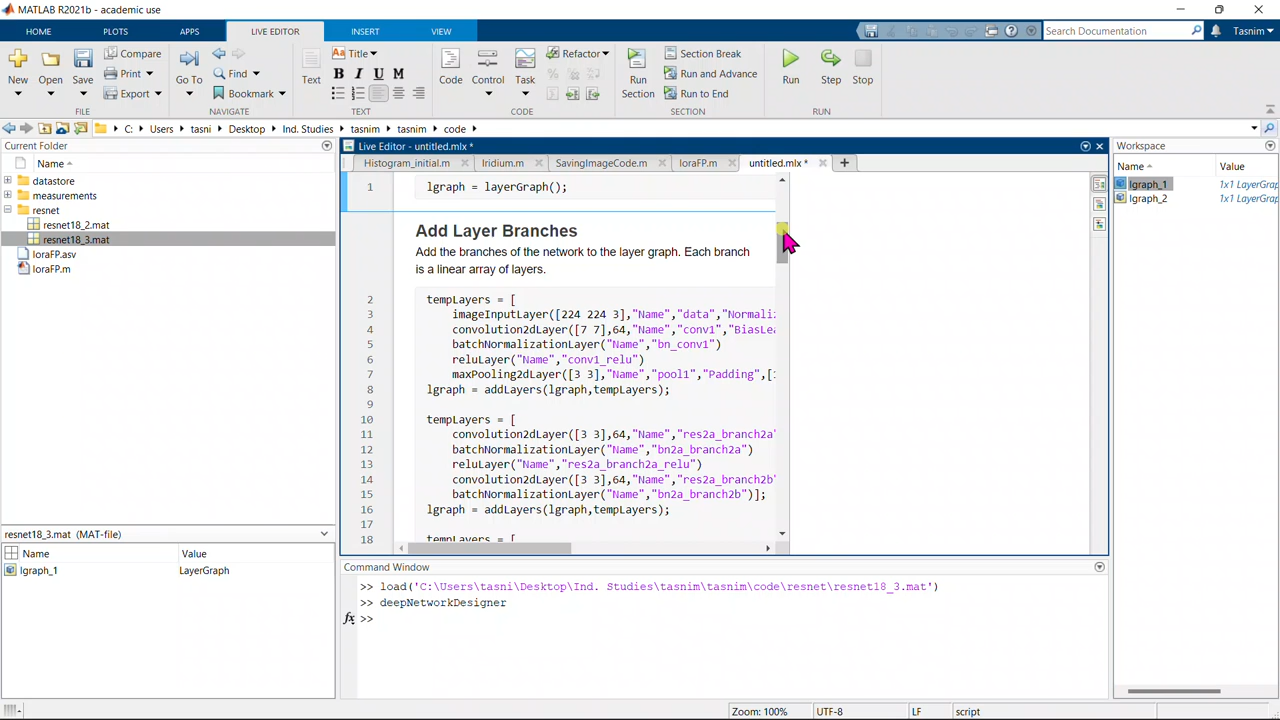 MATLAB R2021b - academic use
HOME PLOTS APPS LIVE EDITOR INSERT VIEW
Search Documentation
Tasnim
New
Open
Save
Compare
Print
Export
FILE
Go To
Find
Bookmark
NAVIGATE
Text
Aa Title
B I U M
TEXT
Code
Control
Task
Refactor
CODE
Run Section
Section Break
Run and Advance
Run to End
SECTION
Run
Step
Stop
RUN
C: Users tasni Desktop Ind. Studies tasnim tasnim code
Current Folder
Name
datastore
measurements
resnet
resnet18_2.mat
resnet18_3.mat
loraFP.asv
loraFP.m
resnet18_3.mat (MAT-file)
Name Value
lgraph_1 LayerGraph
Live Editor - untitled.mlx *
Histogram_initial.m Iridium.m SavingImageCode.m loraFP.m untitled.mlx *
1 lgraph = layerGraph();
Add Layer Branches
Add the branches of the network to the layer graph. Each branch
is a linear array of layers.
2 tempLayers = [
3 imageInputLayer([224 224 3],"Name","data","Normali
4 convolution2dLayer([7 7],64,"Name","conv1","BiasLea
5 batchNormalizationLayer("Name","bn_conv1")
6 reluLayer("Name","conv1_relu")
7 maxPooling2dLayer([3 3],"Name","pool1","Padding",[
8 lgraph = addLayers(lgraph,tempLayers);
9
10 tempLayers = [
11 convolution2dLayer([3 3],64,"Name","res2a_branch2a"
12 batchNormalizationLayer("Name","bn2a_branch2a")
13 reluLayer("Name","res2a_branch2a_relu")
14 convolution2dLayer([3 3],64,"Name","res2a_branch2b"
15 batchNormalizationLayer("Name","bn2a_branch2b")];
16 lgraph = addLayers(lgraph,tempLayers);
17
18 tempLayers = [
Command Window
>> load('C:\Users\tasni\Desktop\Ind. Studies\tasnim\tasnim\code\resnet\resnet18_3.mat')
>> deepNetworkDesigner
fx >>
Workspace
Name Value
lgraph_1 1x1 LayerGrap
lgraph_2 1x1 LayerGrap
Zoom: 100% UTF-8 LF script